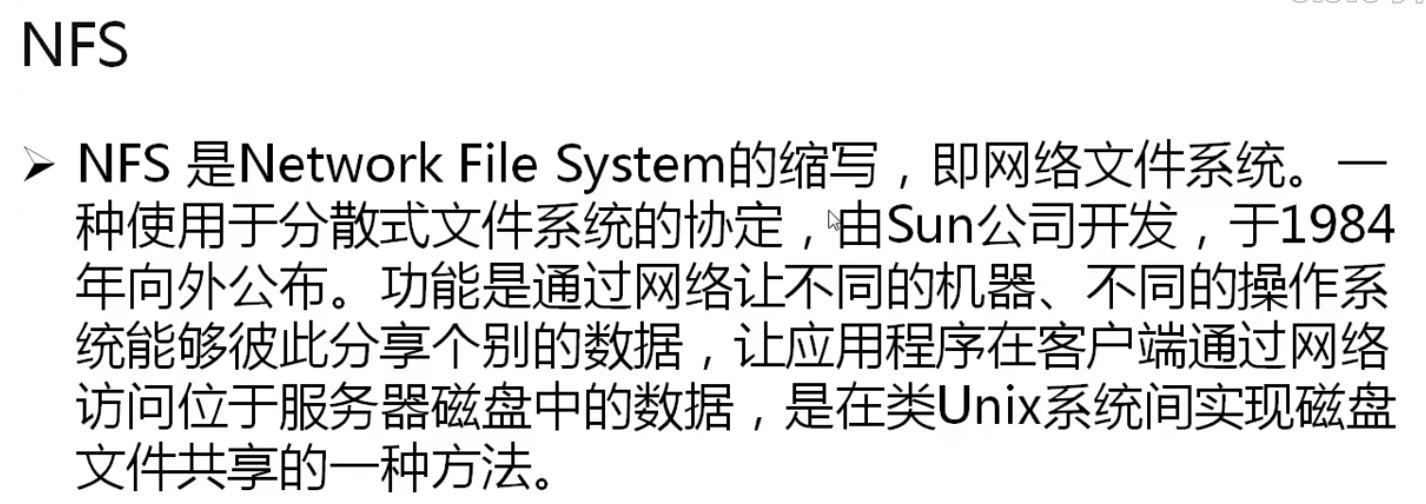 NFS
NFS 是Network File System的缩写，即网络文件系统。一
种使用于分散式文件系统的协定，由Sun公司开发，于1984
年向外公布。功能是通过网络让不同的机器、不同的操作系
统能够彼此分享个别的数据，让应用程序在客户端通过网络
访问位于服务器磁盘中的数据，是在类Unix系统间实现磁盘
文件共享的一种方法。